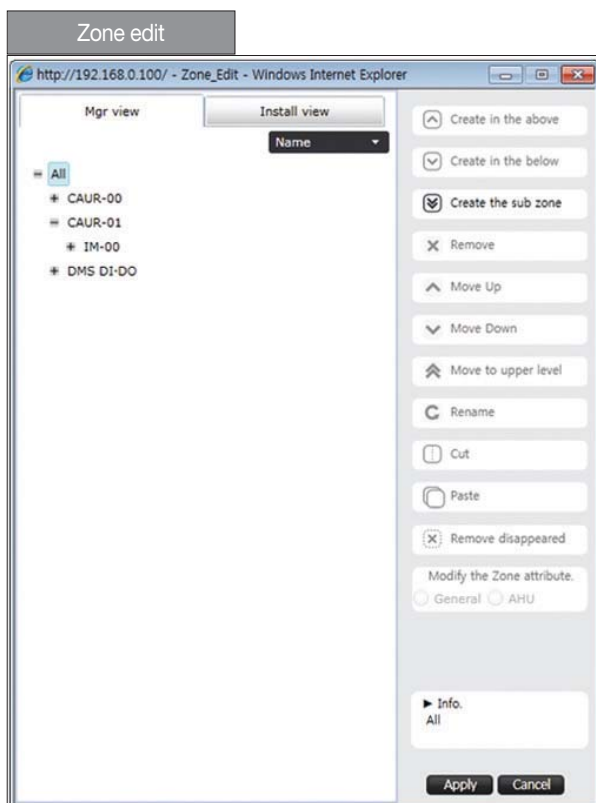 Zone edit
http://192.168.0.100/ - Zone_Edit - Windows Internet Explorer
Mgr view
Install view
Name
All
CAUR-00
CAUR-01
IM-00
DMS DI-DO
Create in the above
Create in the below
Create the sub zone
Remove
Move Up
Move Down
Move to upper level
Rename
Cut
Paste
Remove disappeared
Modify the Zone attribute.
General AHU
▶ Info.
All
Apply Cancel